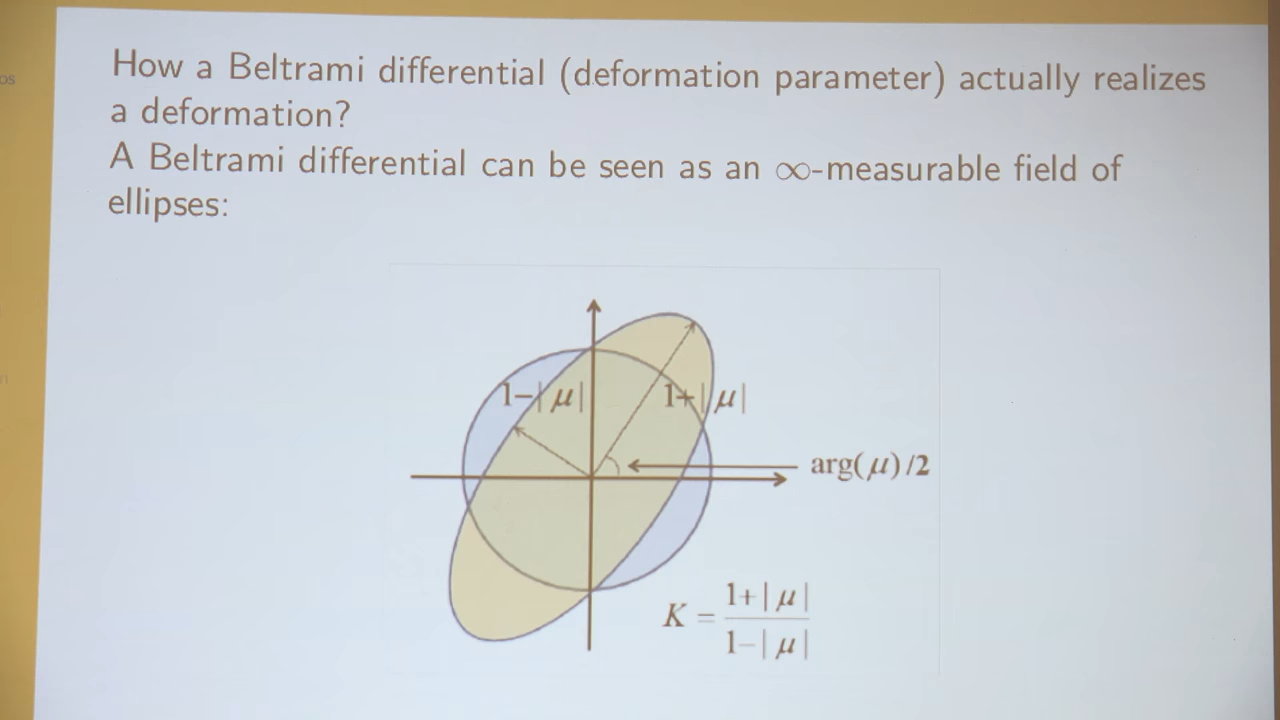 How a Beltrami differential (deformation parameter) actually realizes
a deformation?
A Beltrami differential can be seen as an ∞-measurable field of
ellipses:
1-|μ|
1+|μ|
arg(μ)/2
K = 1+|μ| / 1-|μ|